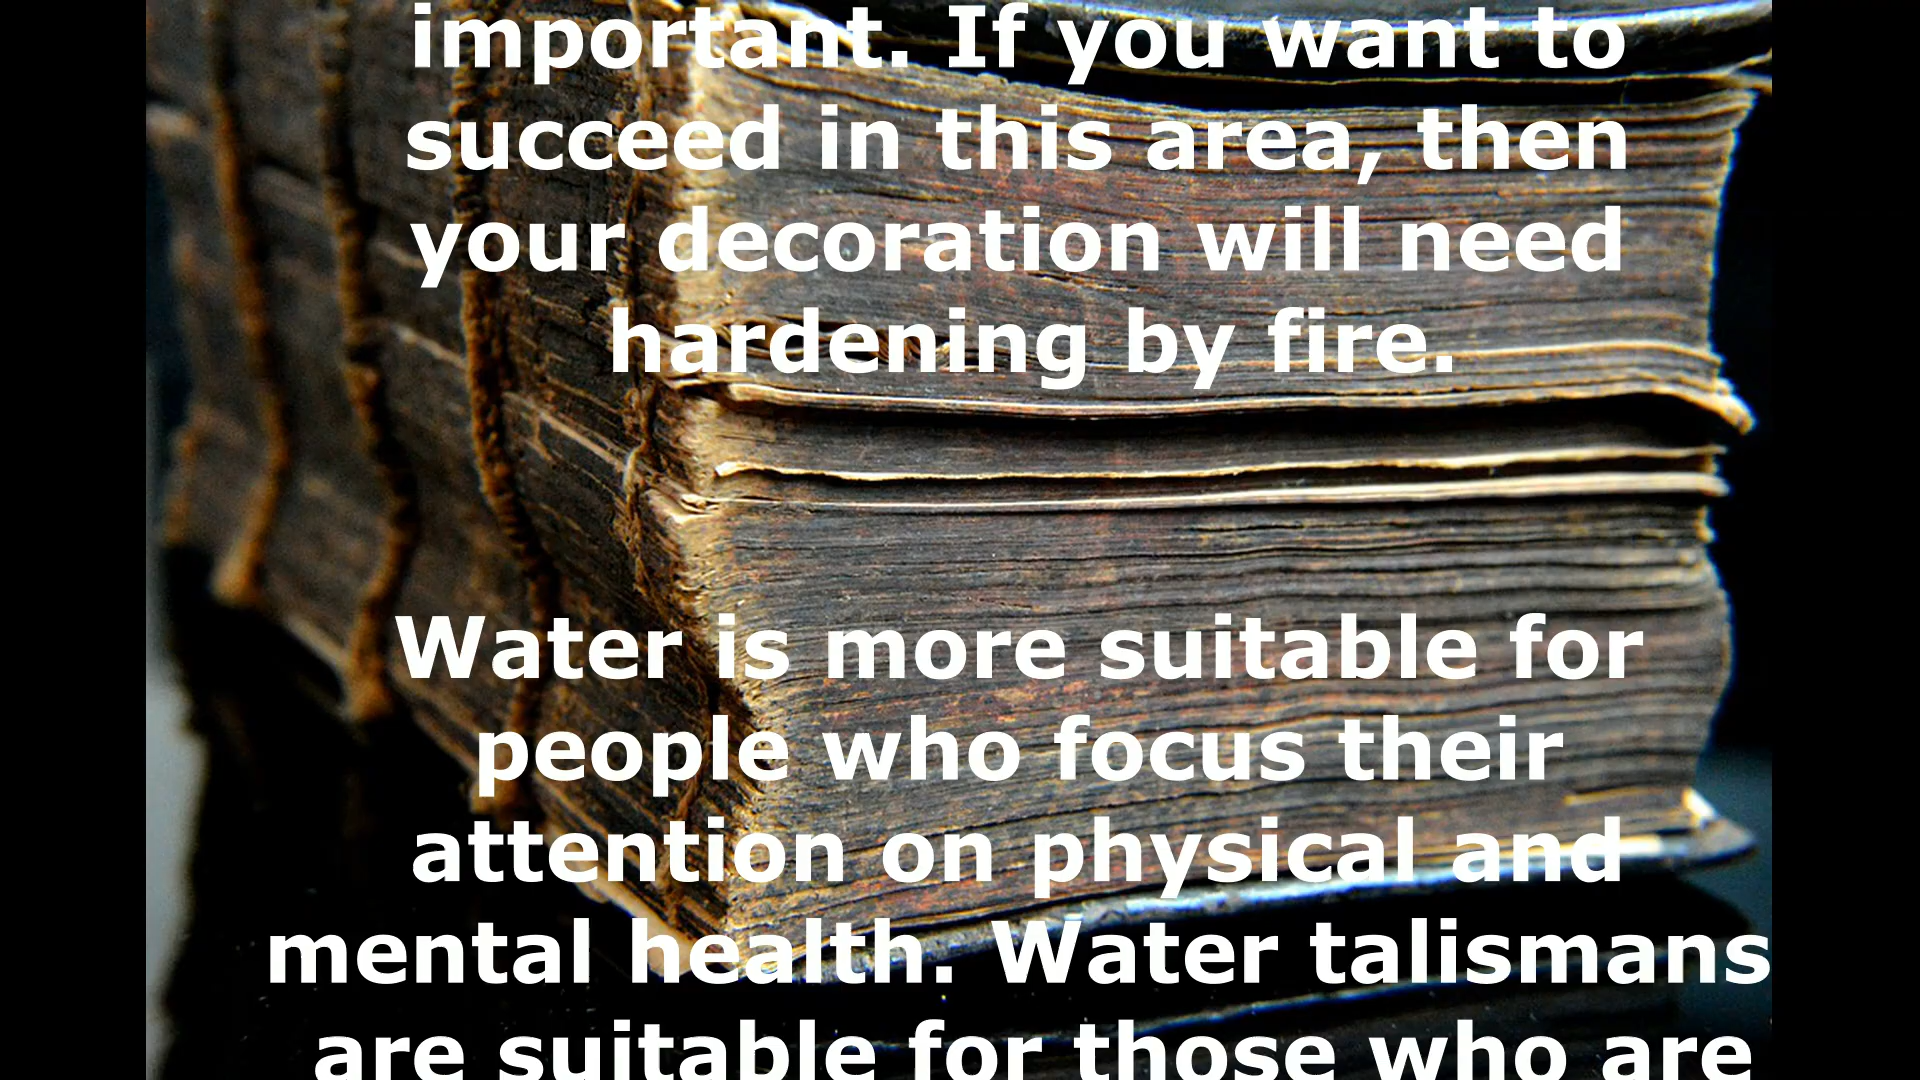 important. If you want to
succeed in this area, then
your decoration will need
hardening by fire.
Water is more suitable for
people who focus their
attention on physical and
mental health. Water talismans
are suitable for those who are